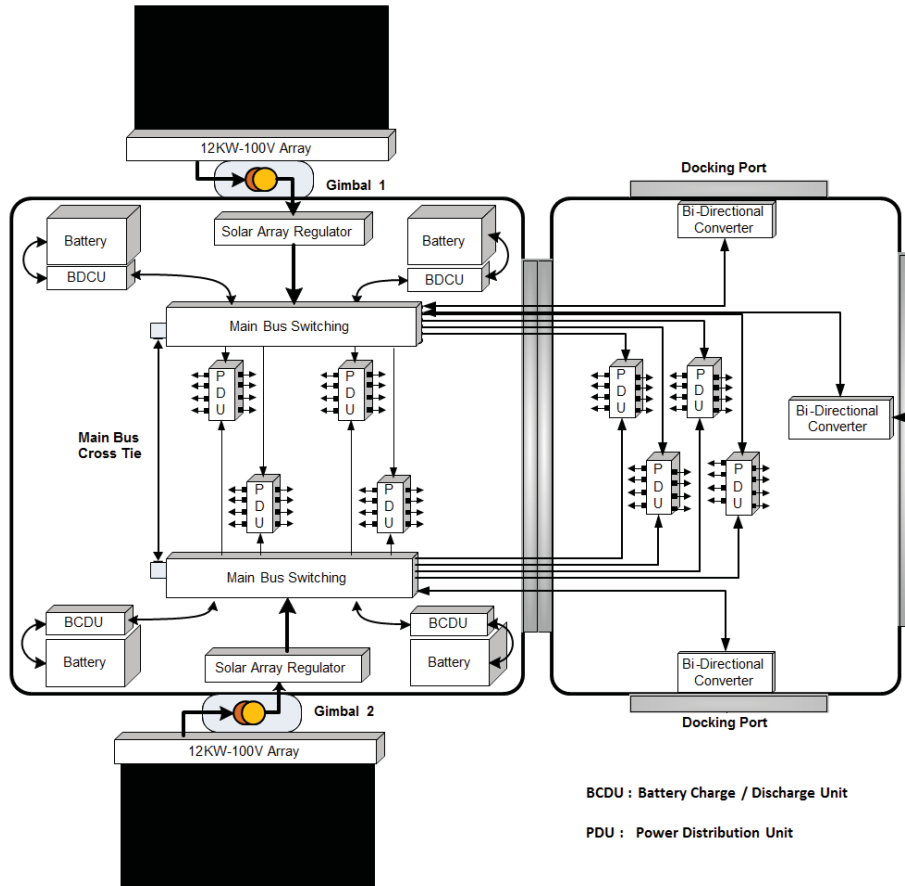 12KW-100V Array
Gimbal 1
Docking Port
Bi-Directional
Converter
Solar Array Regulator
Battery
BDCU
Battery
BDCU
Main Bus Switching
P
D
U
P
D
U
P
D
U
P
D
U
Main Bus
Cross Tie
Bi-Directional
Converter
P
D
U
P
D
U
P
D
U
P
D
U
Main Bus Switching
BCDU
Battery
BCDU
Battery
Solar Array Regulator
Bi-Directional
Converter
Gimbal 2
Docking Port
12KW-100V Array
BCDU : Battery Charge / Discharge Unit
PDU : Power Distribution Unit